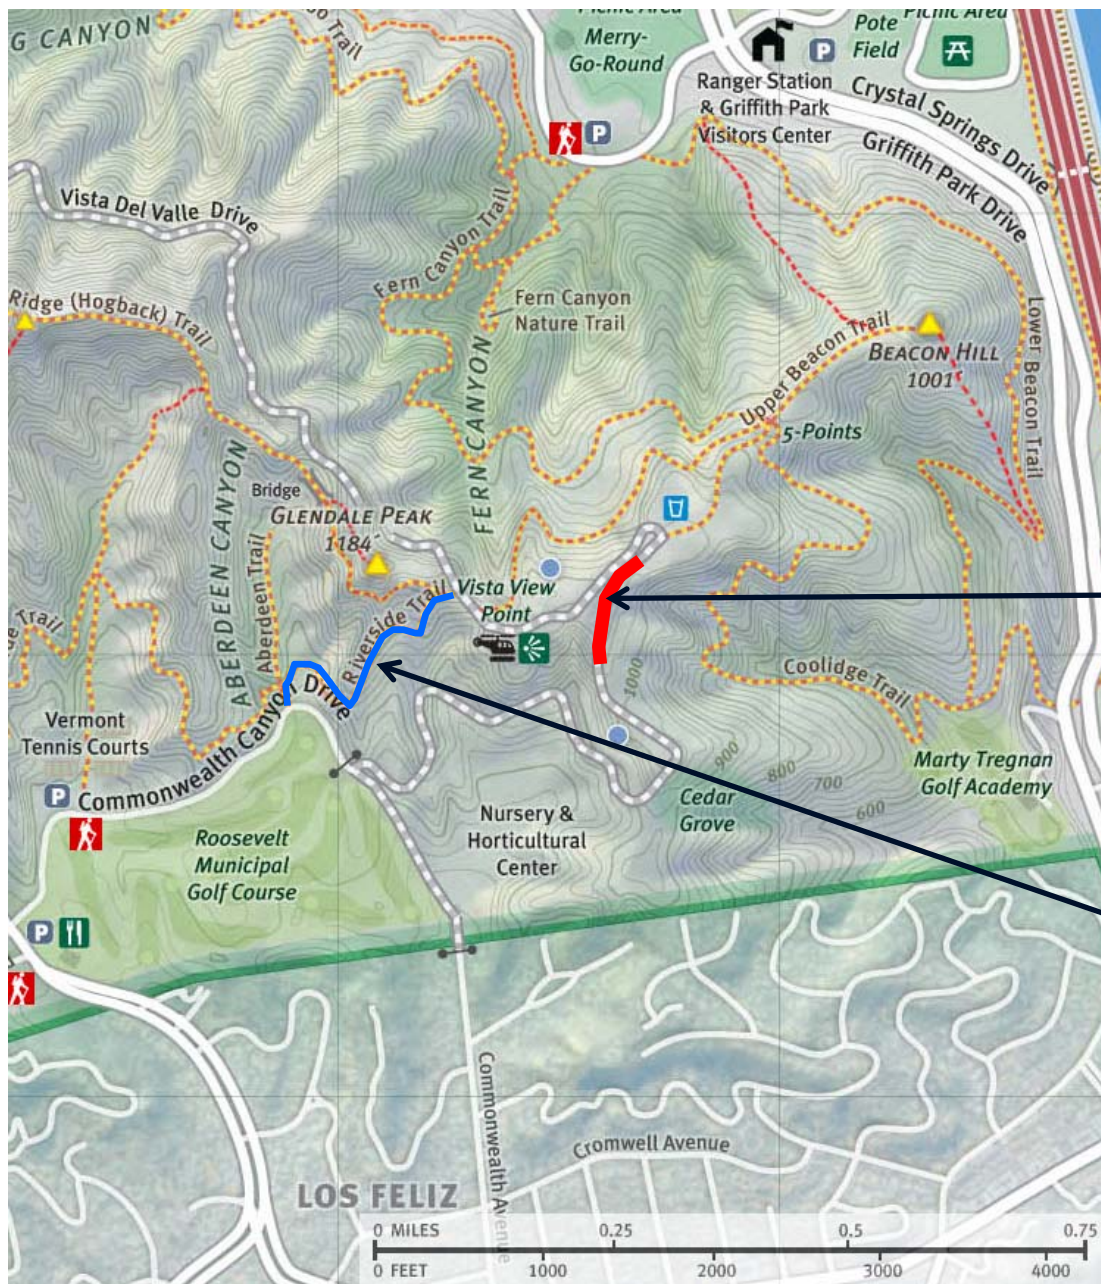 Picnic Area
Picnic Area
G CANYON
Trail
Merry-
Go-Round
Pote
Field
P
Ranger Station
& Griffith Park
Visitors Center
Crystal Springs Drive
P
Griffith Park Drive
Vista Del Valle Drive
Fern Canyon Trail
Ridge (Hogback) Trail
Fern Canyon
Nature Trail
Lower Beacon Trail
Upper Beacon Trail
BEACON HILL
1001'
FERN CANYON
5-Points
ABERDEEN CANYON
Bridge
GLENDALE PEAK
1184'
Aberdeen Trail
Riverside Trail
Vista View
Point
Trail
1000
Coolidge Trail
Vermont
Tennis Courts
Commonwealth Canyon Drive
P
900
800
700
600
Marty Tregnan
Golf Academy
Cedar
Grove
Nursery &
Horticultural
Center
Roosevelt
Municipal
Golf Course
P
Commonwealth Avenue
Cromwell Avenue
LOS FELIZ
0 MILES 0.25 0.5 0.75
0 FEET 1000 2000 3000 4000